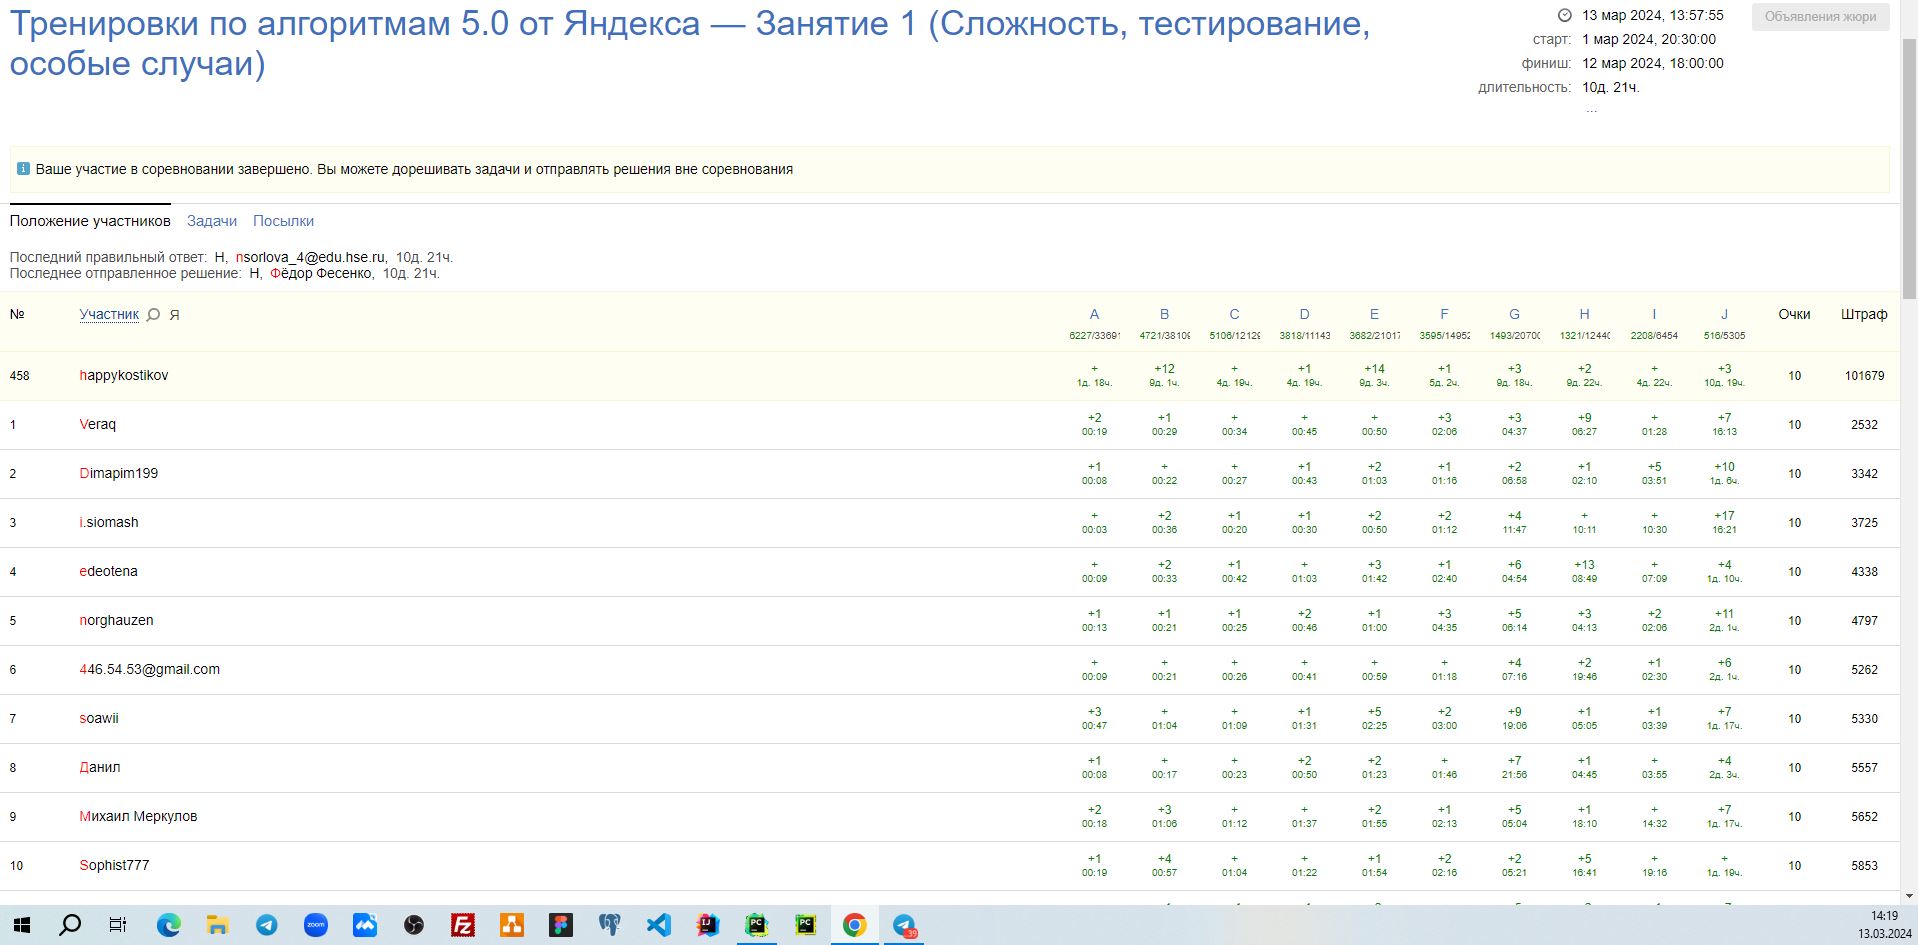 Тренировки по алгоритмам 5.0 от Яндекса — Занятие 1 (Сложность, тестирование,
особые случаи)
13 мар 2024, 13:57:55
старт: 1 мар 2024, 20:30:00
финиш: 12 мар 2024, 18:00:00
длительность: 10д. 21ч.
...
Объявления жюри
Ваше участие в соревновании завершено. Вы можете дорешивать задачи и отправлять решения вне соревнования
Положение участников Задачи Посылки
Последний правильный ответ: H, nsorlova_4@edu.hse.ru, 10д. 21ч.
Последнее отправленное решение: H, Фёдор Фесенко, 10д. 21ч.
№ Участник Я A B C D E F G H I J Очки Штраф
6227/33691 4721/38109 5106/12129 3818/11143 3682/21017 3595/14952 1493/20700 1321/12440 2208/6454 516/5305
458 happykostikov + +12 + +1 +14 +1 +3 +2 + +3 10 101679
1д. 18ч. 9д. 1ч. 4д. 19ч. 4д. 19ч. 9д. 3ч. 5д. 2ч. 9д. 18ч. 9д. 22ч. 4д. 22ч. 10д. 19ч.
1 Veraq +2 +1 + + + +3 +3 +9 + +7 10 2532
00:19 00:29 00:34 00:45 00:50 02:06 04:37 06:27 01:28 16:13
2 Dimapim199 +1 + + +1 +2 +1 +2 +1 +5 +10 10 3342
00:08 00:22 00:27 00:43 01:03 01:16 06:58 02:10 03:51 1д. 6ч.
3 i.siomash + +2 +1 +1 +2 +2 +4 + + +17 10 3725
00:03 00:36 00:20 00:30 00:50 01:12 11:47 10:11 10:30 16:21
4 edeotena + +2 +1 + +3 +1 +6 +13 + +4 10 4338
00:09 00:33 00:42 01:03 01:42 02:40 04:54 08:49 07:09 1д. 10ч.
5 norghauzen +1 +1 +1 +2 +1 +3 +5 +3 +2 +11 10 4797
00:13 00:21 00:25 00:46 01:00 04:35 06:14 04:13 02:06 2д. 1ч.
6 446.54.53@gmail.com + + + + + + +4 +2 +1 +6 10 5262
00:09 00:21 00:26 00:41 00:59 01:18 07:16 19:46 02:30 2д. 1ч.
7 soawii +3 + + +1 +5 +2 +9 +1 +1 +7 10 5330
00:47 01:04 01:09 01:31 02:25 03:00 19:06 05:05 03:39 1д. 17ч.
8 Данил +1 + + +2 +2 + +7 +1 + +4 10 5557
00:08 00:17 00:23 00:50 01:23 01:46 21:56 04:45 03:55 2д. 3ч.
9 Михаил Меркулов +2 +3 + + +2 +1 +5 +1 + +7 10 5652
00:18 01:06 01:12 01:37 01:55 02:13 05:04 18:10 14:32 1д. 17ч.
10 Sophist777 +1 +4 + + +1 +2 +2 +5 + + 10 5853
00:19 00:57 01:04 01:22 01:54 02:16 05:21 16:41 19:16 1д. 19ч.
zoom
IJ
PC
PC
39
14:19
13.03.2024